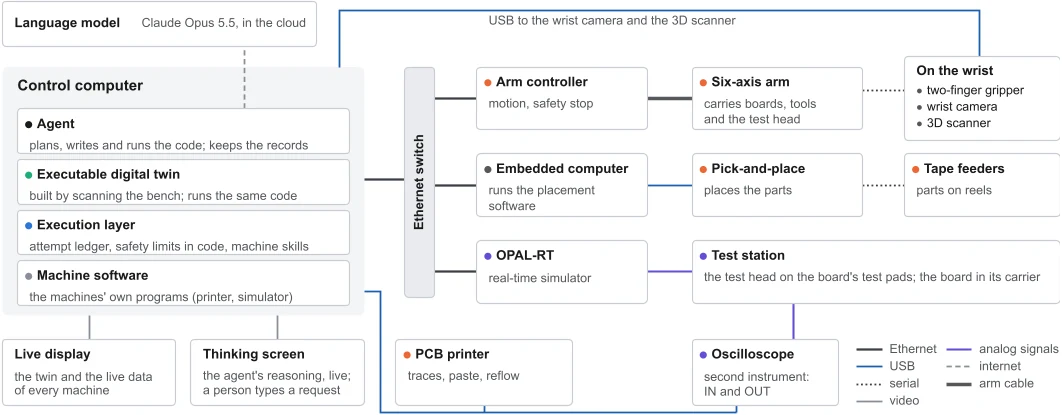 Language model Claude Opus 5.5, in the cloud
USB to the wrist camera and the 3D scanner
Control computer
Agent
plans, writes and runs the code; keeps the records
Executable digital twin
built by scanning the bench; runs the same code
Execution layer
attempt ledger, safety limits in code, machine skills
Machine software
the machines' own programs (printer, simulator)
Ethernet switch
Arm controller
motion, safety stop
Six-axis arm
carries boards, tools
and the test head
On the wrist
two-finger gripper
wrist camera
3D scanner
Embedded computer
runs the placement
software
Pick-and-place
places the parts
Tape feeders
parts on reels
OPAL-RT
real-time simulator
Test station
the test head on the board's test pads; the board in its carrier
Live display
the twin and the live data
of every machine
Thinking screen
the agent's reasoning, live;
a person types a request
PCB printer
traces, paste, reflow
Oscilloscope
second instrument:
IN and OUT
Ethernet
USB
serial
video
analog signals
internet
arm cable